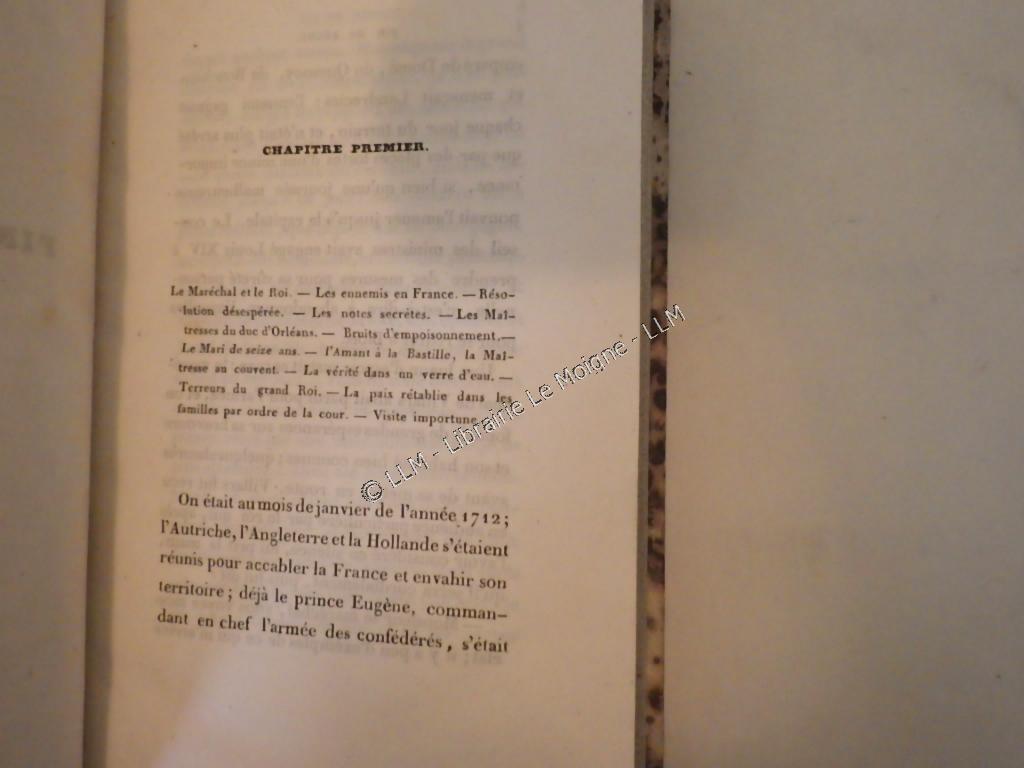 CHAPITRE PREMIER.
Le Maréchal et le Roi. — Les ennemis en France. — Réso-
lution désespérée. — Les notes secrètes. — Les Maî-
tresses du duc d'Orléans. — Bruits d'empoisonnement.—
Le Mari de seize ans. — l'Amant à la Bastille, la Maî-
tresse au couvent. — La vérité dans un verre d'eau. —
Terreurs du grand Roi. — La paix rétablie dans les
familles par ordre de la cour. — Visite importune.
© LLM - Librairie Le Moigne - LLM
On était au mois de janvier de l'année 1712;
l'Autriche, l'Angleterre et la Hollande s'étaient
réunis pour accabler la France et envahir son
territoire; déjà le prince Eugène, comman-
dant en chef l'armée des confédérés, s'était